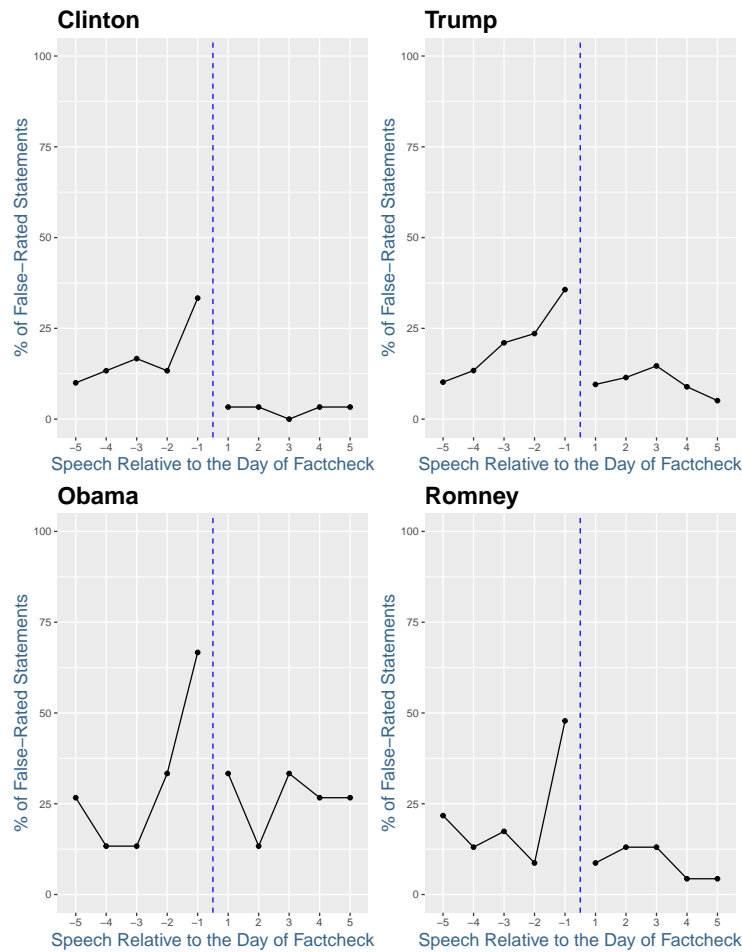 Clinton
100
75
50
25
0
% of False−Rated Statements
−5 −4 −3 −2 −1 1 2 3 4 5
Speech Relative to the Day of Factcheck
Trump
100
75
50
25
0
% of False−Rated Statements
−5 −4 −3 −2 −1 1 2 3 4 5
Speech Relative to the Day of Factcheck
Obama
100
75
50
25
0
% of False−Rated Statements
−5 −4 −3 −2 −1 1 2 3 4 5
Speech Relative to the Day of Factcheck
Romney
100
75
50
25
0
% of False−Rated Statements
−5 −4 −3 −2 −1 1 2 3 4 5
Speech Relative to the Day of Factcheck